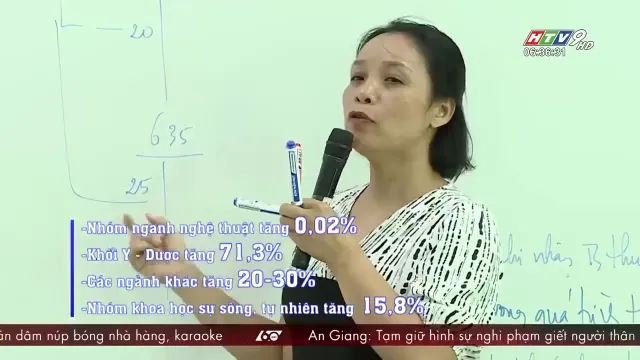 20
HTV9 HD
06:36:31
635
25
-Nhóm ngành nghệ thuật tăng 0,02%
-Khối Y - Dược tăng 71,3%
-Các ngành khác tăng 20-30%
-Nhóm khoa học sự sống, tự nhiên tăng 15,8%
án dâm núp bóng nhà hàng, karaoke
An Giang: Tạm giữ hình sự nghi phạm giết người thân